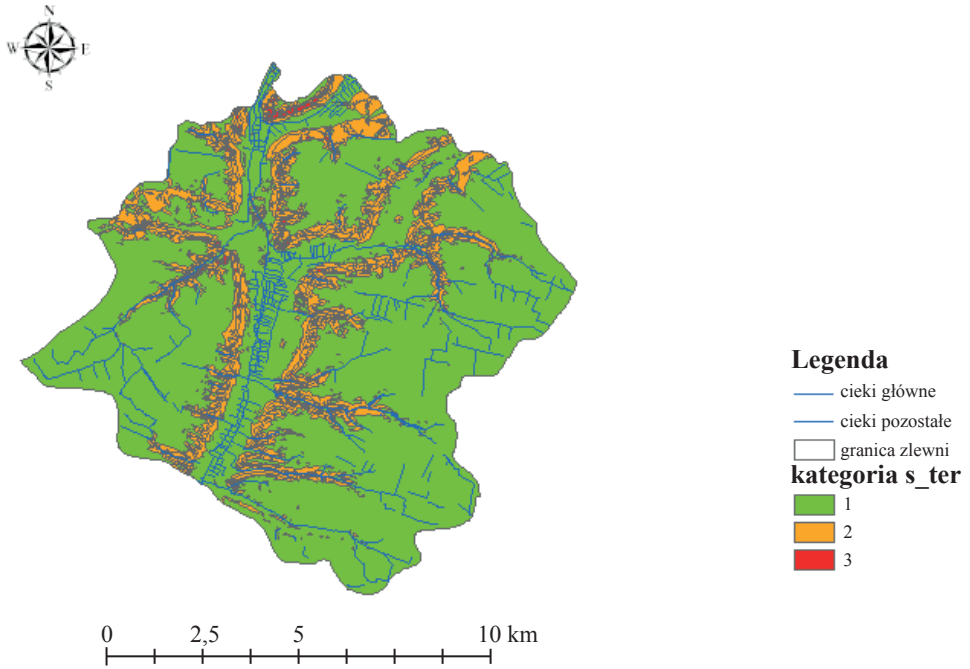 N
W E
S
Legenda
cieki główne
cieki pozostałe
granica zlewni
kategoria s_ter
1
2
3
0 2,5 5 10 km